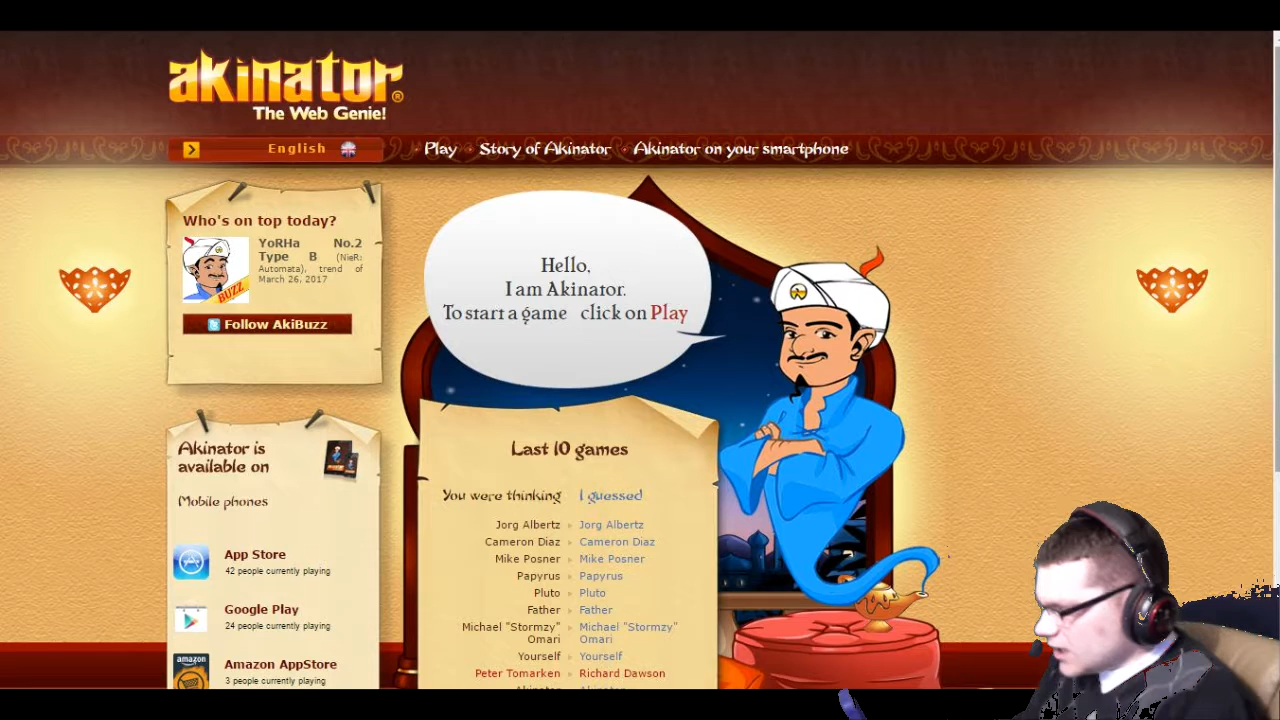 akinator®
The Web Genie!
English
Play
Story of Akinator
Akinator on your smartphone
Who's on top today?
YoRHa No.2
Type B (NieR:
Automata), trend of
March 26, 2017
BUZZ
Follow AkiBuzz
Hello,
I am Akinator.
To start a game click on Play
Akinator is
available on
Mobile phones
App Store
42 people currently playing
Google Play
24 people currently playing
amazon
Amazon AppStore
3 people currently playing
Last 10 games
You were thinking I guessed
Jorg Albertz Jorg Albertz
Cameron Diaz Cameron Diaz
Mike Posner Mike Posner
Papyrus Papyrus
Pluto Pluto
Father Father
Michael "Stormzy" Michael "Stormzy"
Omari Omari
Yourself Yourself
Peter Tomarken Richard Dawson